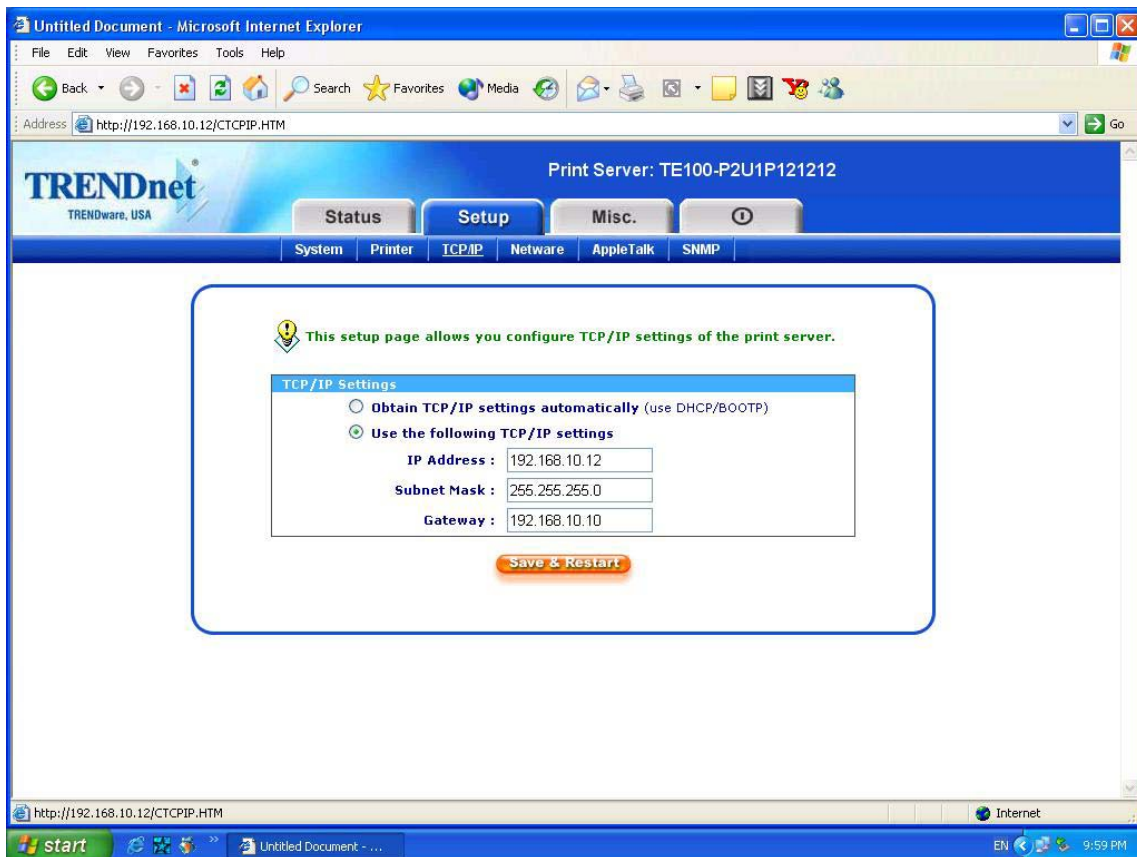 Untitled Document - Microsoft Internet Explorer
File Edit View Favorites Tools Help
Back Search Favorites Media
Address http://192.168.10.12/CTCPIP.HTM Go
TRENDnet
TRENDware, USA
Print Server: TE100-P2U1P121212
Status Setup Misc.
System Printer TCP/IP Netware AppleTalk SNMP
This setup page allows you configure TCP/IP settings of the print server.
TCP/IP Settings
Obtain TCP/IP settings automatically (use DHCP/BOOTP)
Use the following TCP/IP settings
IP Address : 192.168.10.12
Subnet Mask : 255.255.255.0
Gateway : 192.168.10.10
Save & Restart
http://192.168.10.12/CTCPIP.HTM Internet
start Untitled Document - ... EN 9:59 PM